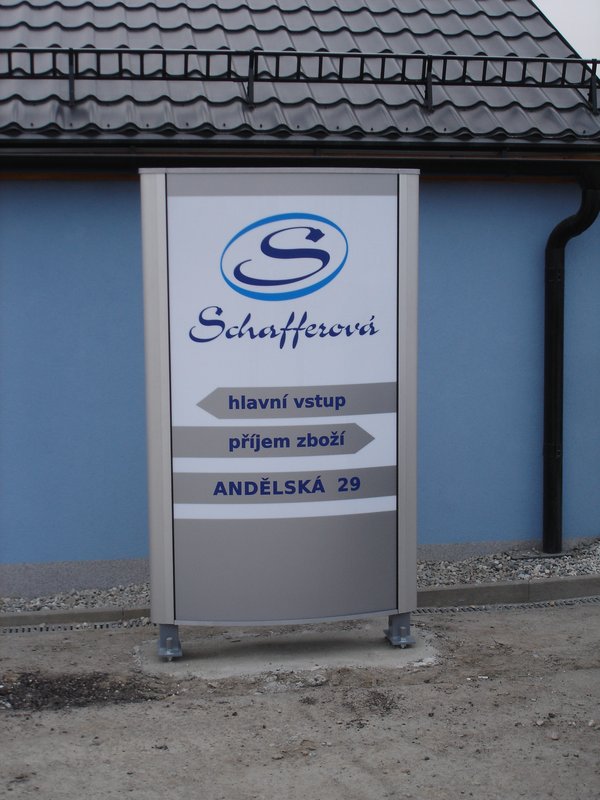 S
Schafferová
hlavní vstup
příjem zboží
ANDĚLSKÁ 29